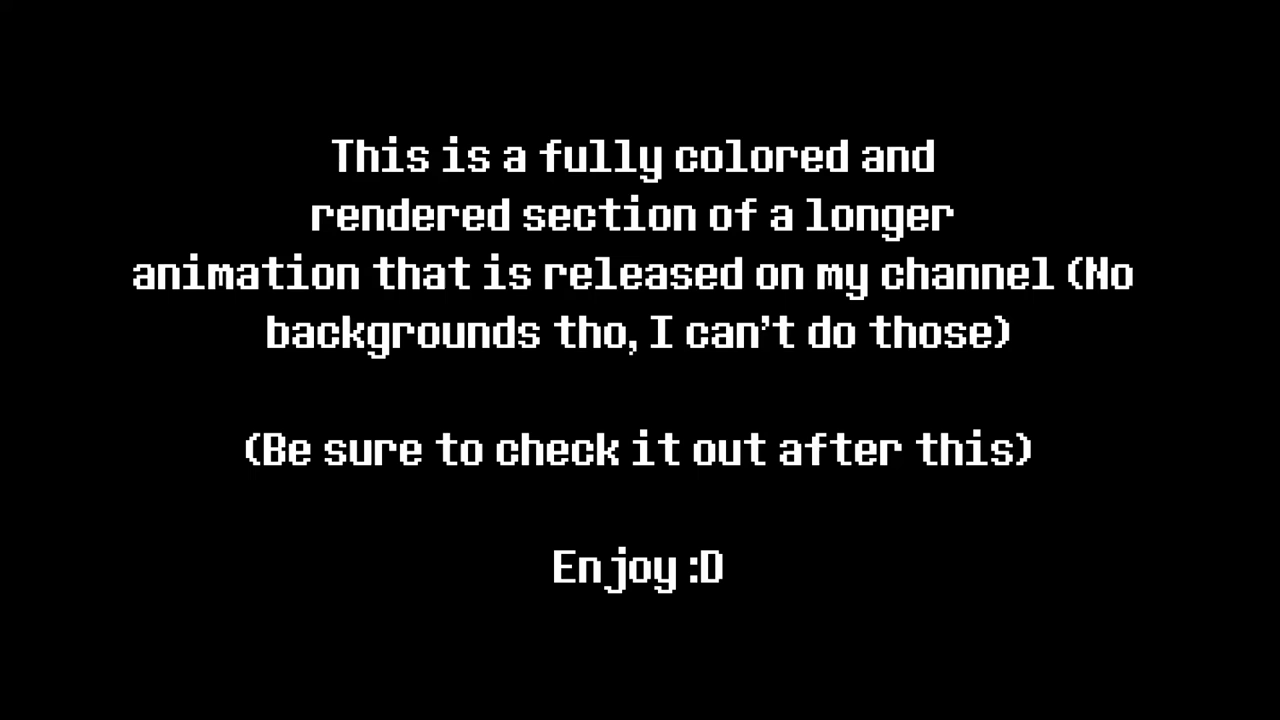 This is a fully colored and
rendered section of a longer
animation that is released on my channel (No
backgrounds tho, I can't do those)
(Be sure to check it out after this)
Enjoy :D